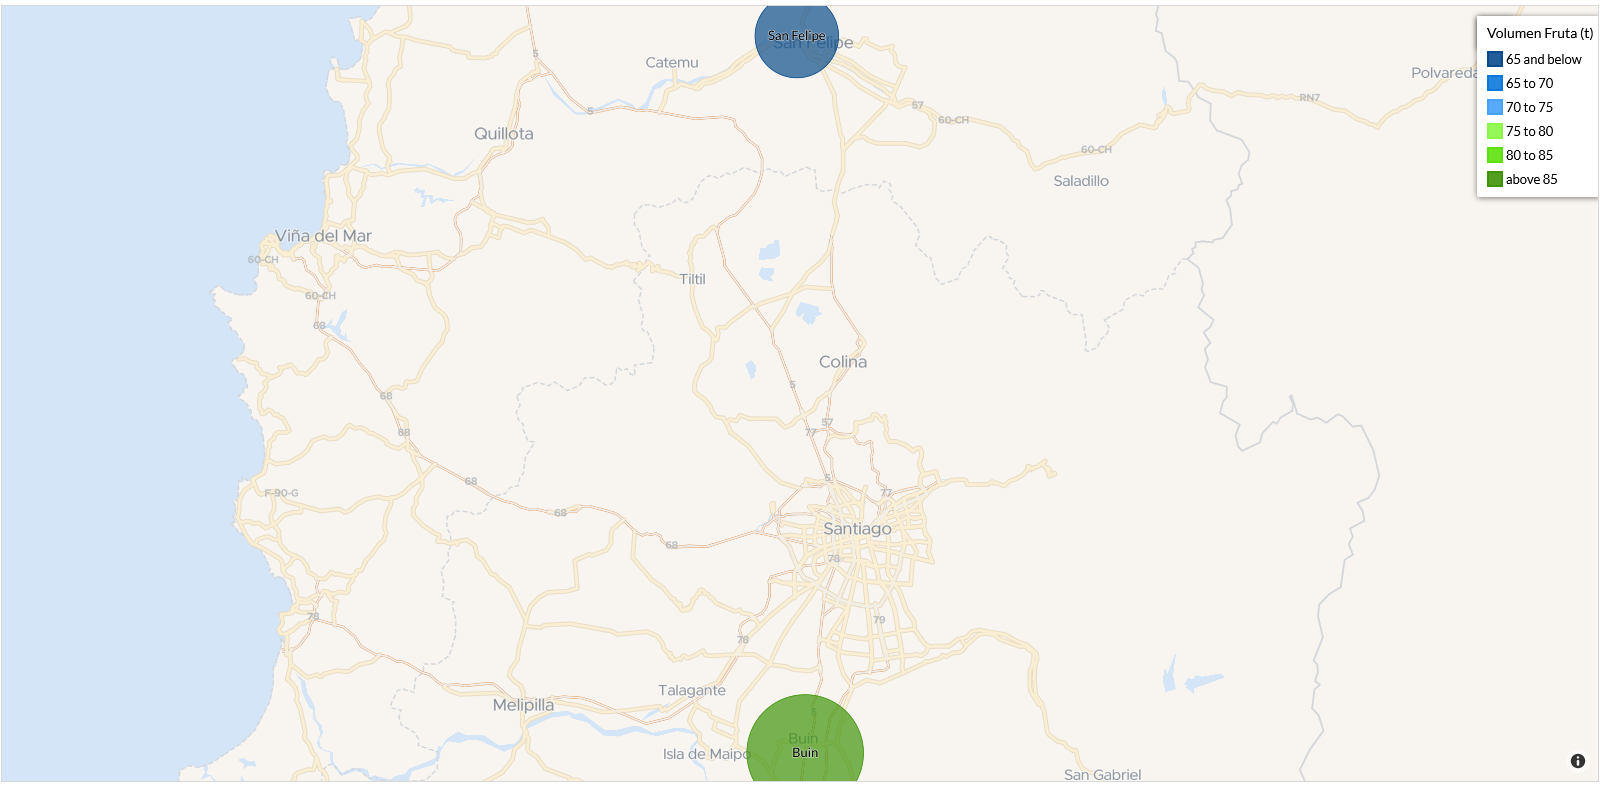 San Felipe
San Felipe
Catemu
5
5
57
60-CH
RN7
Quillota
60-CH
Saladillo
Viña del Mar
60-CH
Tiltil
60-CH
68
Colina
5
68
57
77
68
5
68
77
F-90-G
68
Santiago
68
78
78
79
78
Talagante
Melipilla
5
Buin
Buin
Isla de Maipo
San Gabriel
Volumen Fruta (t)
65 and below
65 to 70
70 to 75
75 to 80
80 to 85
above 85